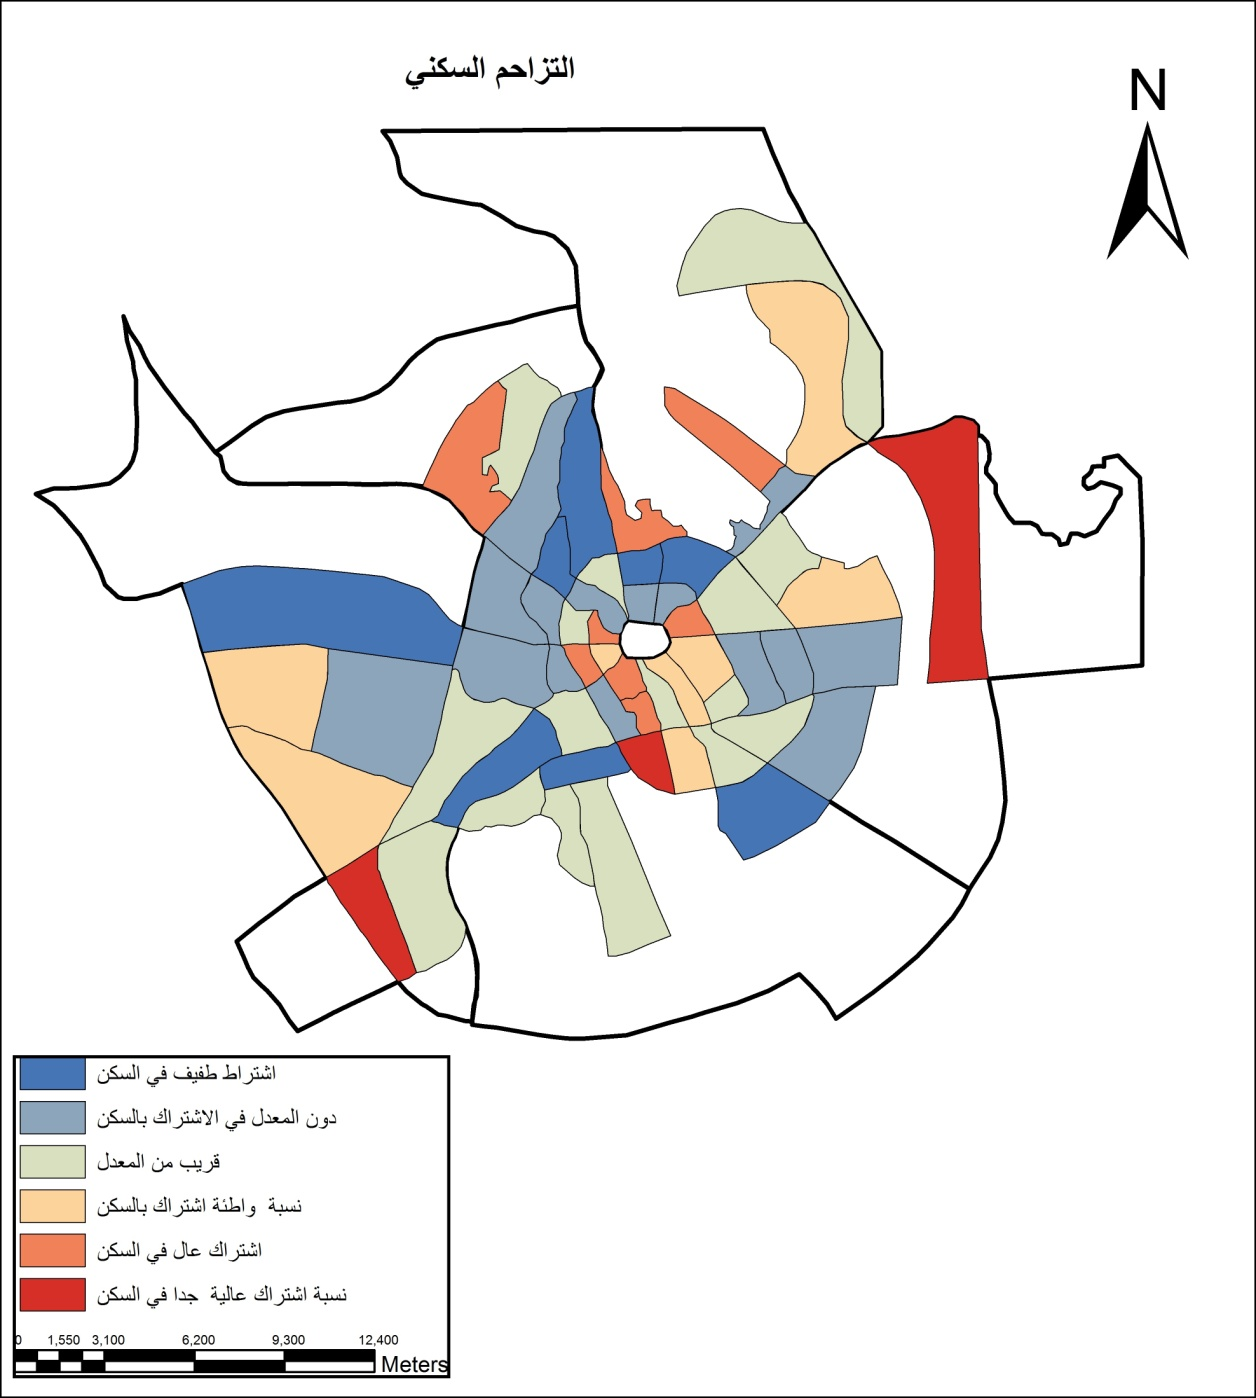 التزاحم السكني
N
اشتراط طفيف في السكن
دون المعدل في الاشتراك بالسكن
قريب من المعدل
نسبة واطئة اشتراك بالسكن
اشتراك عال في السكن
نسبة اشتراك عالية جدا في السكن
0 1,550 3,100 6,200 9,300 12,400
Meters